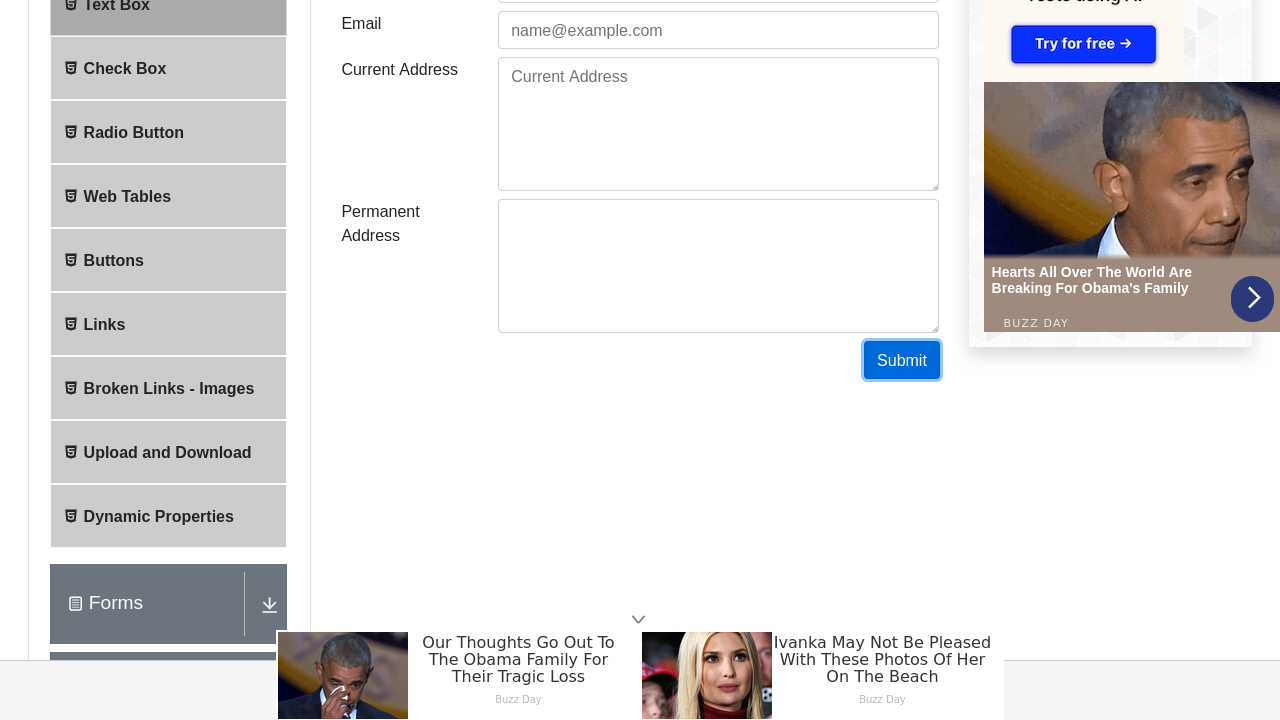 Text Box
Check Box
Radio Button
Web Tables
Buttons
Links
Broken Links - Images
Upload and Download
Dynamic Properties
Forms
Email
name@example.com
Current Address
Current Address
Permanent
Address
Submit
Try for free →
Hearts All Over The World Are
Breaking For Obama's Family
BUZZ DAY
Our Thoughts Go Out To
The Obama Family For
Their Tragic Loss
Buzz Day
Ivanka May Not Be Pleased
With These Photos Of Her
On The Beach
Buzz Day